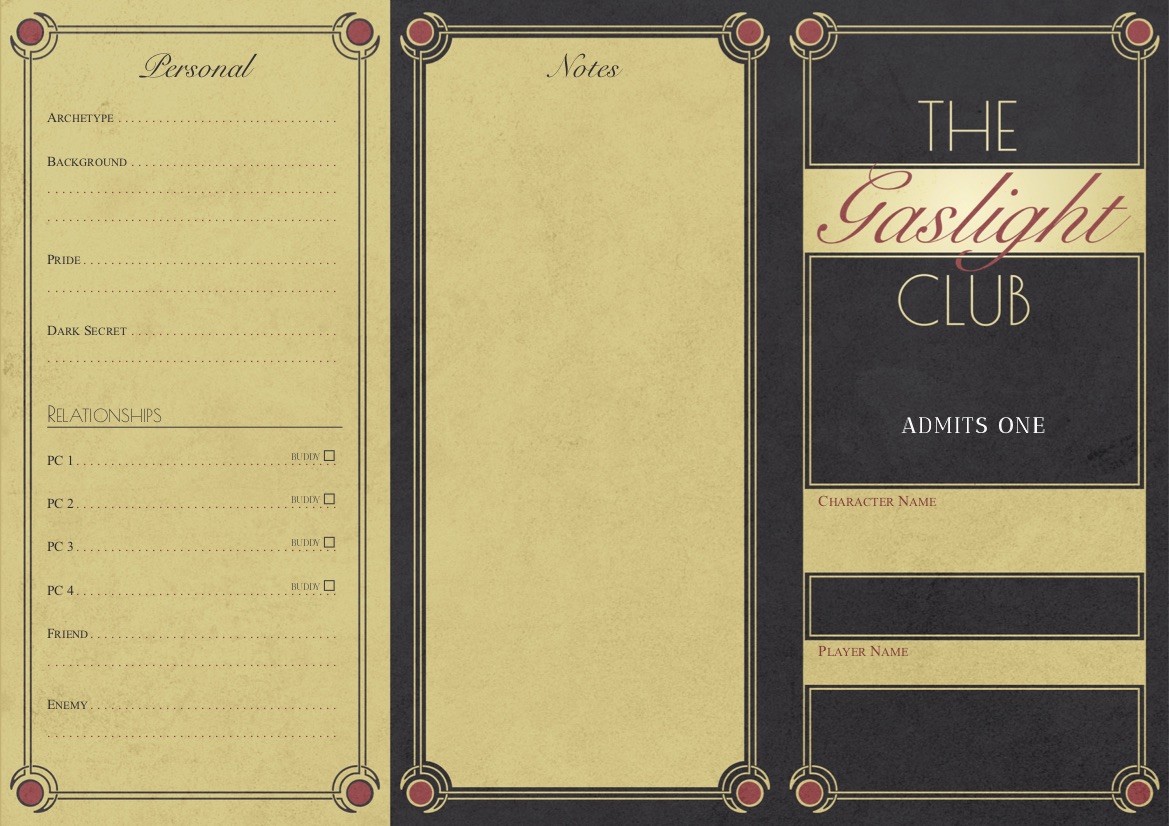 Personal
Archetype
Background
Pride
Dark Secret
Relationships
PC 1 buddy
PC 2 buddy
PC 3 buddy
PC 4 buddy
Friend
Enemy
Notes
THE
Gaslight
CLUB
ADMITS ONE
Character Name
Player Name